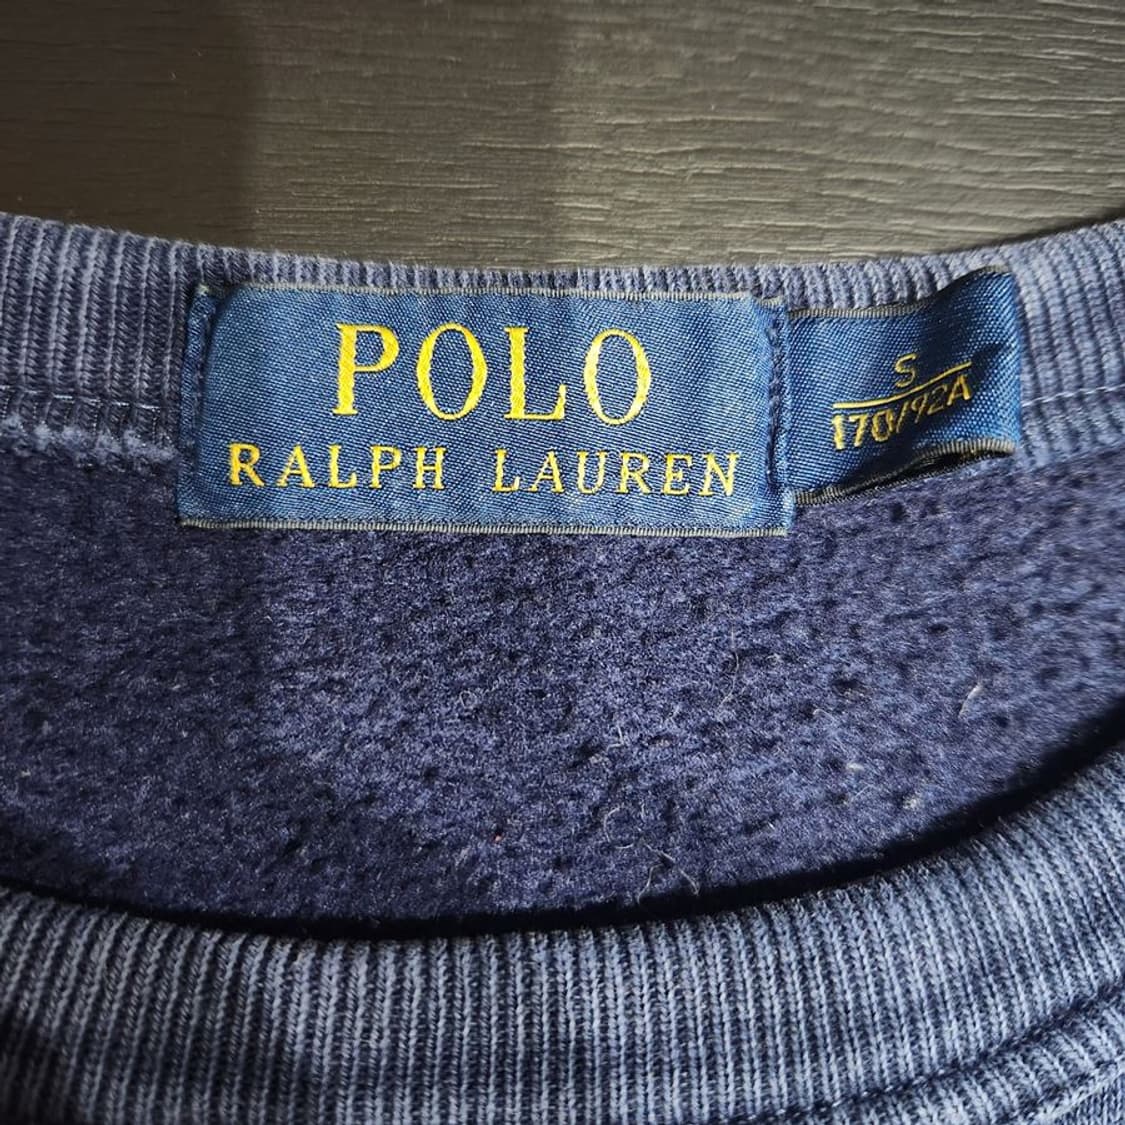 POLO
RALPH LAUREN
S
170/92A